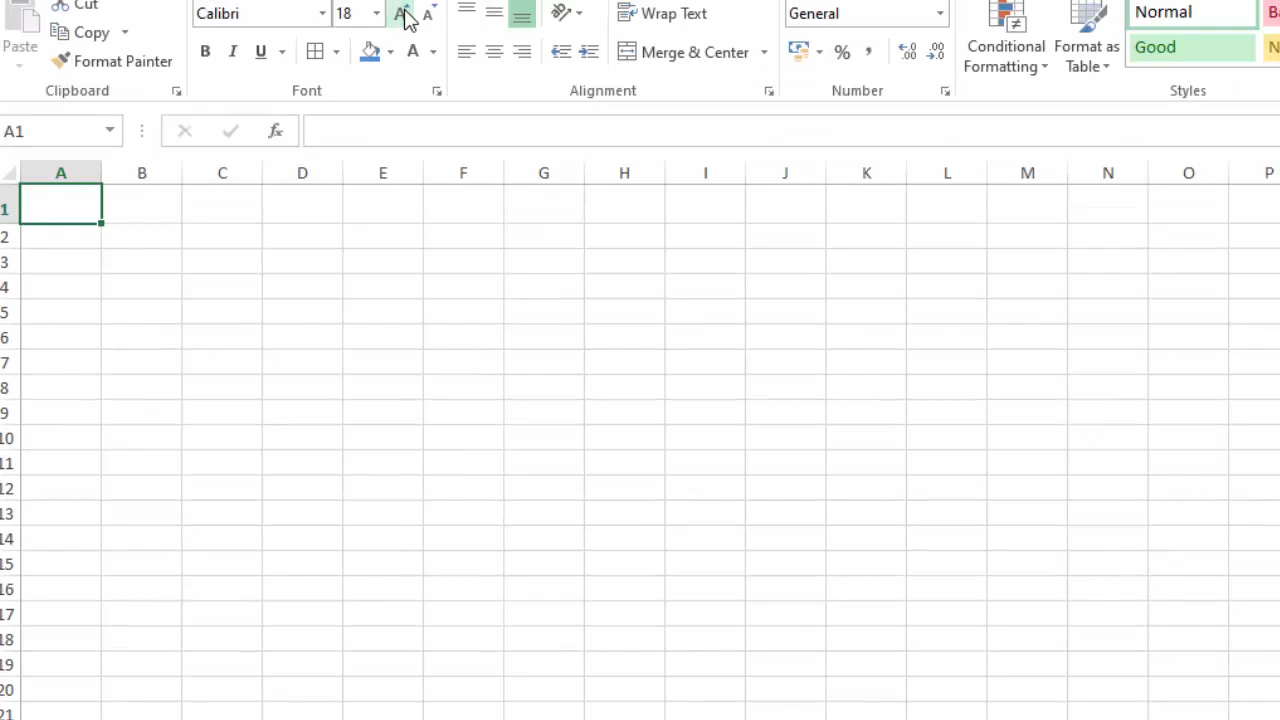 Cut
Calibri 18 A A Wrap Text General Normal
Paste Copy
Good
Conditional Formatting Format as Table
Format Painter B I U A Merge & Center %
Clipboard Font Alignment Number Styles
A1 fx
A B C D E F G H I J K L M N O P
1
2
3
4
5
6
7
8
9
10
11
12
13
14
15
16
17
18
19
20
21